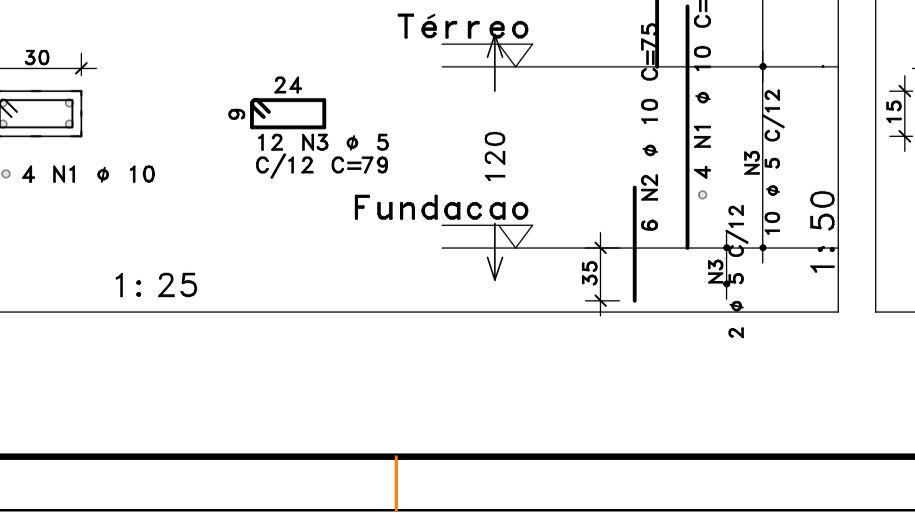 Térreo
30
24
9
12 N3 ø 5
C/12 C=79
4 N1 ø 10
120
Fundacao
1:25
35
6 N2 ø 10 C=75
4 N1 ø 10 C=
N3
10 ø 5 C/12
N3
2 ø 5 C/12
1:50
15